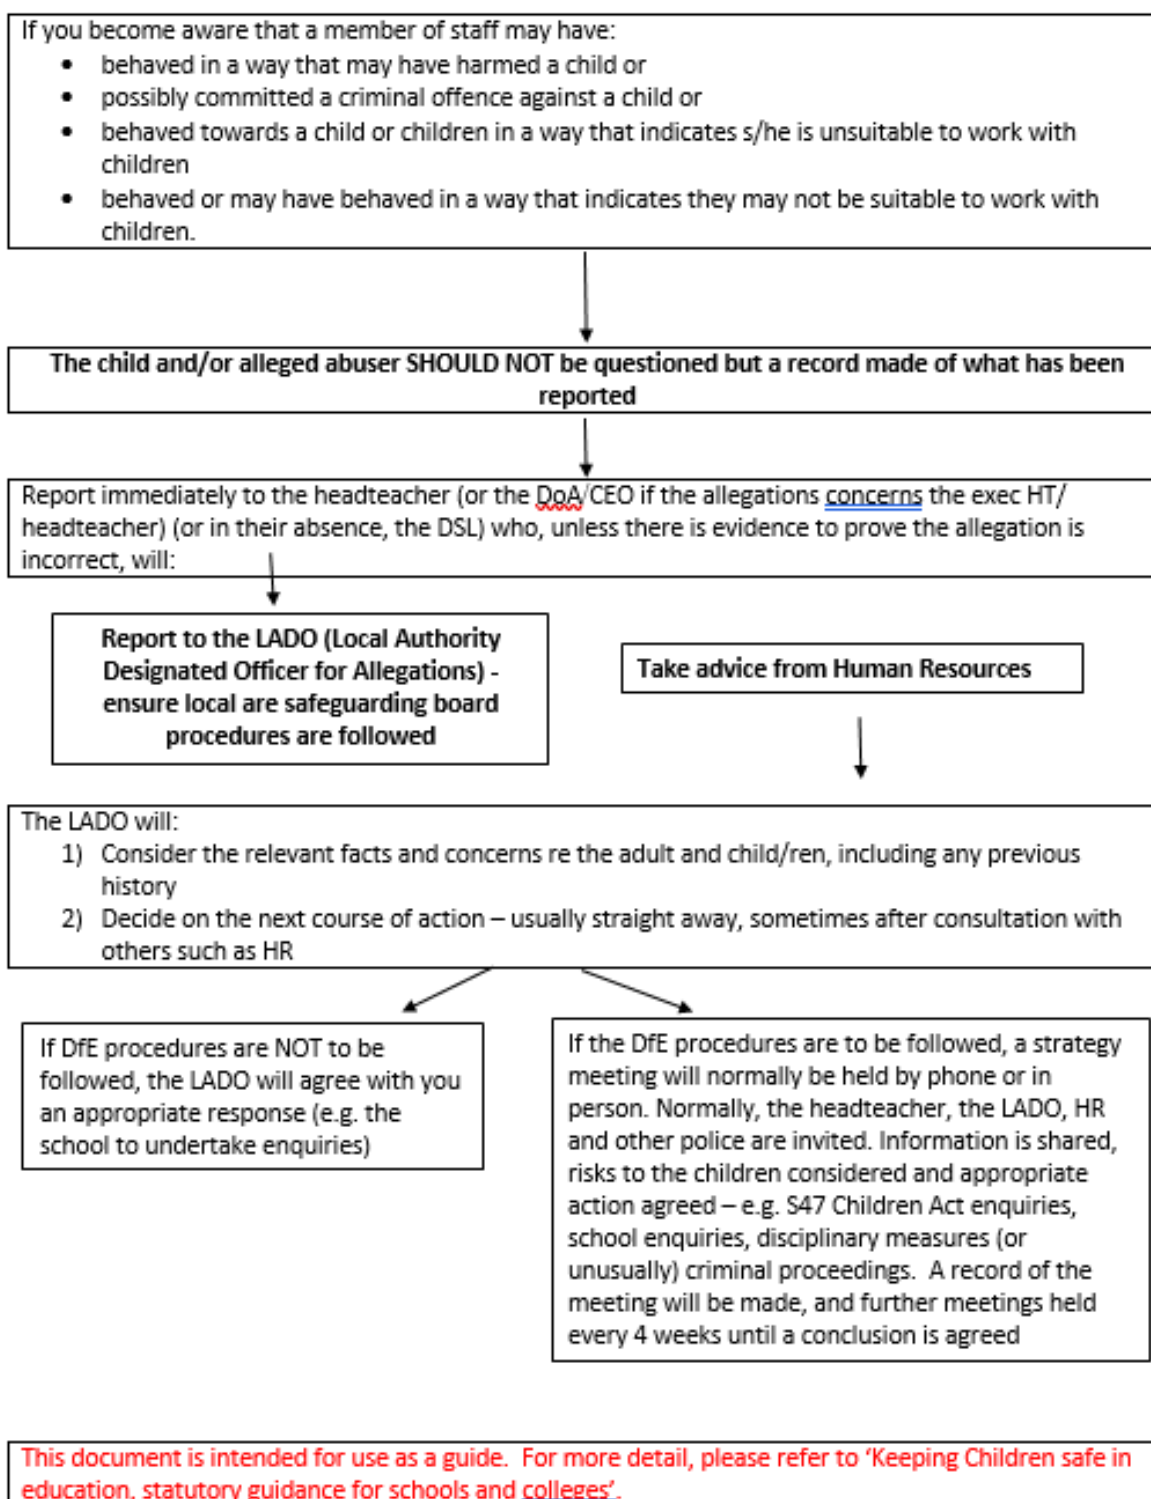 If you become aware that a member of staff may have:
• behaved in a way that may have harmed a child or
• possibly committed a criminal offence against a child or
• behaved towards a child or children in a way that indicates s/he is unsuitable to work with
children
• behaved or may have behaved in a way that indicates they may not be suitable to work with
children.
The child and/or alleged abuser SHOULD NOT be questioned but a record made of what has been
reported
Report immediately to the headteacher (or the DoA/CEO if the allegations concerns the exec HT/
headteacher) (or in their absence, the DSL) who, unless there is evidence to prove the allegation is
incorrect, will:
Report to the LADO (Local Authority
Designated Officer for Allegations) -
ensure local are safeguarding board
procedures are followed
Take advice from Human Resources
The LADO will:
1) Consider the relevant facts and concerns re the adult and child/ren, including any previous
history
2) Decide on the next course of action – usually straight away, sometimes after consultation with
others such as HR
If DfE procedures are NOT to be
followed, the LADO will agree with you
an appropriate response (e.g. the
school to undertake enquiries)
If the DfE procedures are to be followed, a strategy
meeting will normally be held by phone or in
person. Normally, the headteacher, the LADO, HR
and other police are invited. Information is shared,
risks to the children considered and appropriate
action agreed – e.g. S47 Children Act enquiries,
school enquiries, disciplinary measures (or
unusually) criminal proceedings.  A record of the
meeting will be made, and further meetings held
every 4 weeks until a conclusion is agreed
This document is intended for use as a guide.  For more detail, please refer to ‘Keeping Children safe in
education, statutory guidance for schools and colleges’.